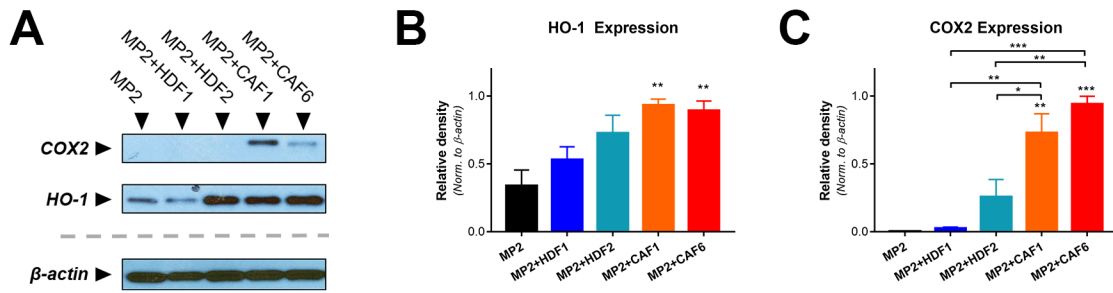 A
MP2
MP2+HDF1
MP2+HDF2
MP2+CAF1
MP2+CAF6
COX2
HO-1
β-actin
B
HO-1 Expression
Relative density
(Norm. to β-actin)
1.0
0.5
0.0
**
**
MP2
MP2+HDF1
MP2+HDF2
MP2+CAF1
MP2+CAF6
C
COX2 Expression
Relative density
(Norm. to β-actin)
1.0
0.5
0.0
***
**
**
*
**
***
MP2
MP2+HDF1
MP2+HDF2
MP2+CAF1
MP2+CAF6